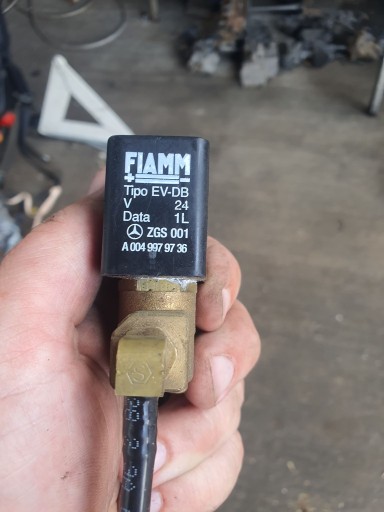 FIAMM
+ -
Tipo EV-DB
V 24
Data 1L
ZGS 001
A 004 997 97 36
S